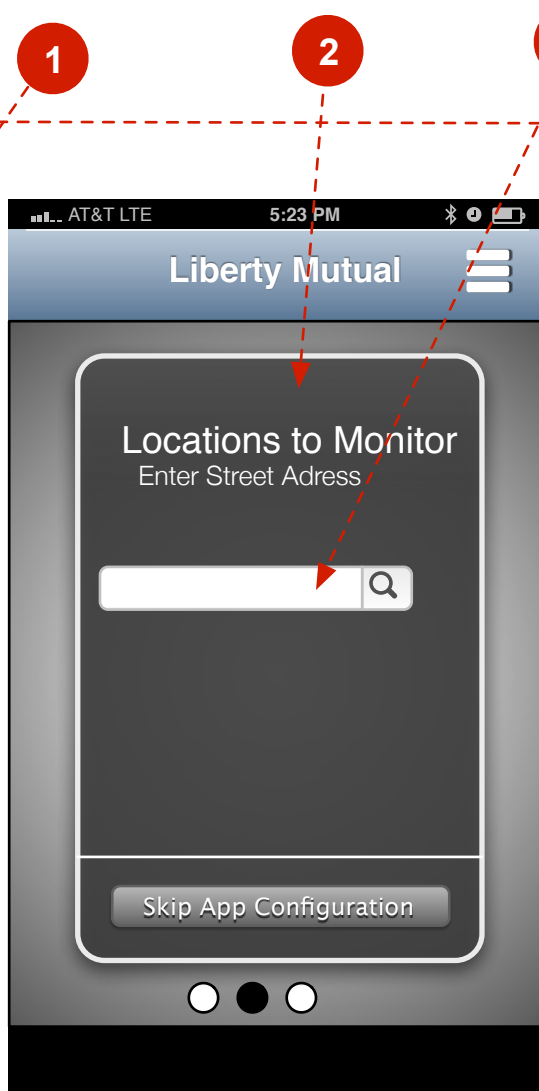 1
2
AT&T LTE 5:23 PM
Liberty Mutual
Locations to Monitor
Enter Street Adress
Skip App Configuration